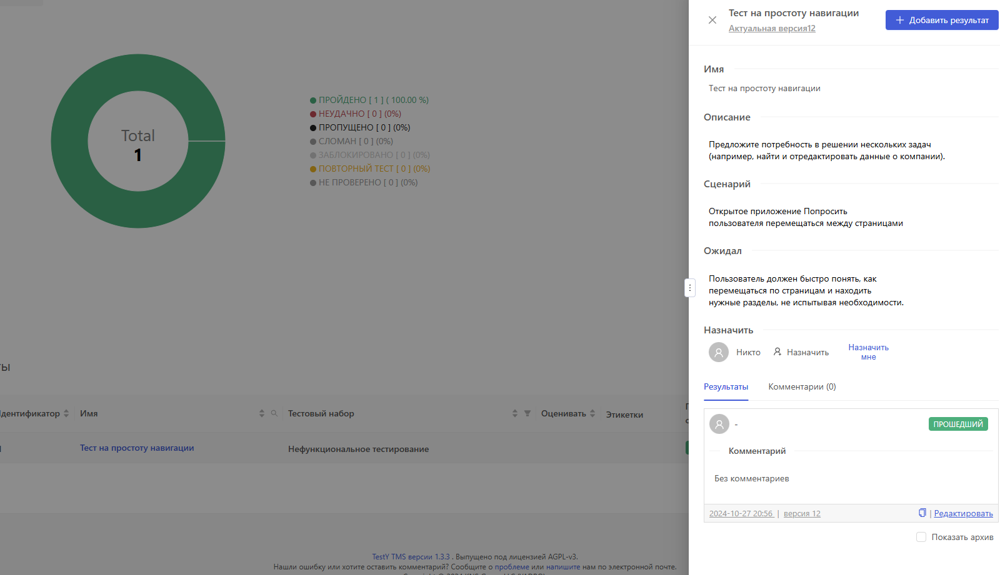 Тест на простоту навигации
Актуальная версия12
Добавить результат
Имя
Тест на простоту навигации
Описание
Предложите потребность в решении нескольких задач
(например, найти и отредактировать данные о компании).
Сценарий
Открытое приложение Попросить
пользователя перемещаться между страницами
Ожидал
Пользователь должен быстро понять, как
перемещаться по страницам и находить
нужные разделы, не испытывая необходимости.
Назначить
Никто
Назначить
Назначить
мне
Результаты
Комментарии (0)
-
ПРОШЕДШИЙ
Комментарий
Без комментариев
2024-10-27 20:56 | версия 12
| Редактировать
Показать архив
Total
1
ПРОЙДЕНО [ 1 ] ( 100.00 %)
НЕУДАЧНО [ 0 ] (0%)
ПРОПУЩЕНО [ 0 ] (0%)
СЛОМАН [ 0 ] (0%)
ЗАБЛОКИРОВАНО [ 0 ] (0%)
ПОВТОРНЫЙ ТЕСТ [ 0 ] (0%)
НЕ ПРОВЕРЕНО [ 0 ] (0%)
ты
Идентификатор
Имя
Тестовый набор
Оценивать
Этикетки
Тест на простоту навигации
Нефункциональное тестирование
TestY TMS версии 1.3.3 . Выпущено под лицензией AGPL-v3.
Нашли ошибку или хотите оставить комментарий? Сообщите о проблеме или напишите нам по электронной почте.